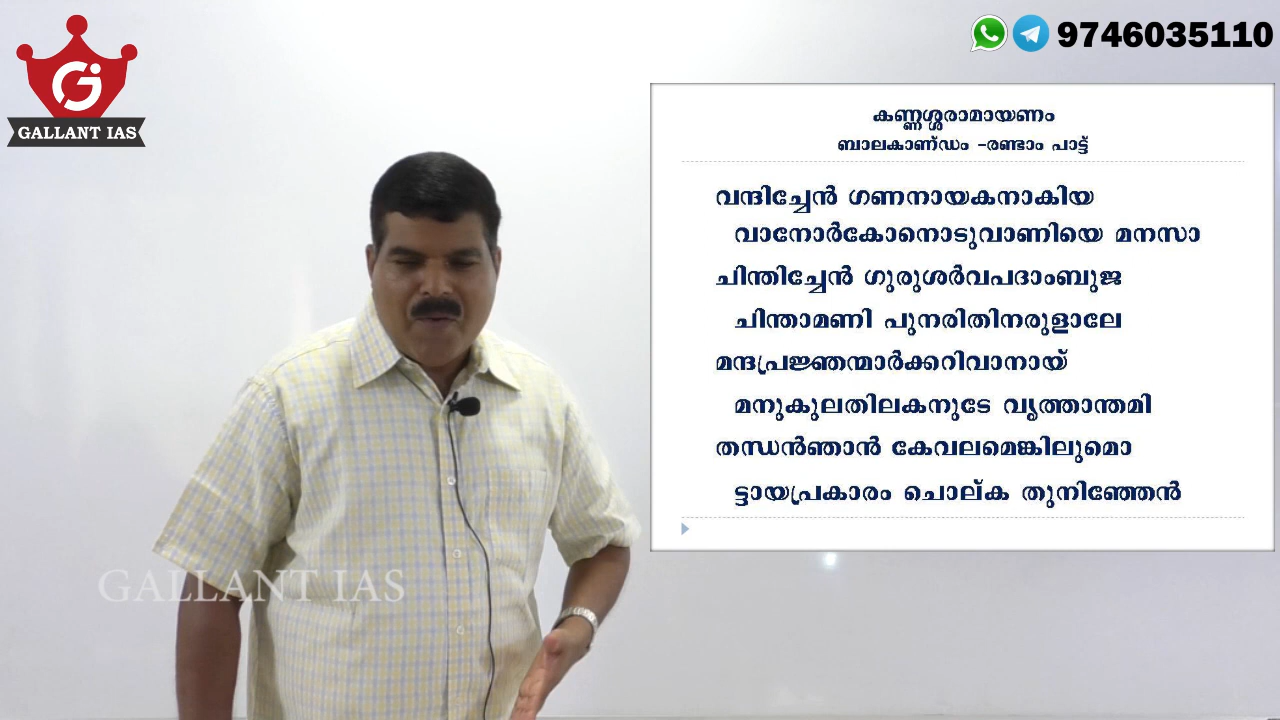 GALLANT IAS
9746035110
കണ്ണശ്ശരാമായണം
ബാലകാണ്ഡം -രണ്ടാം പാട്ട്
വന്ദിച്ചേൻ ഗണനായകനാകിയ
വാനോർകോനൊടുവാണിയെ മനസാ
ചിന്തിച്ചേൻ ഗുരുശർവപദാംബുജ
ചിന്താമണി പുനരിതിനരുളാലേ
മന്ദപ്രജ്ഞന്മാർക്കറിവാനായ്
മനുകുലതിലകനുടേ വൃത്താന്തമി
തന്ധൻഞാൻ കേവലമെങ്കിലുമൊ
ട്ടായപ്രകാരം ചൊല്ക തുനിഞ്ഞേൻ
GALLANT IAS